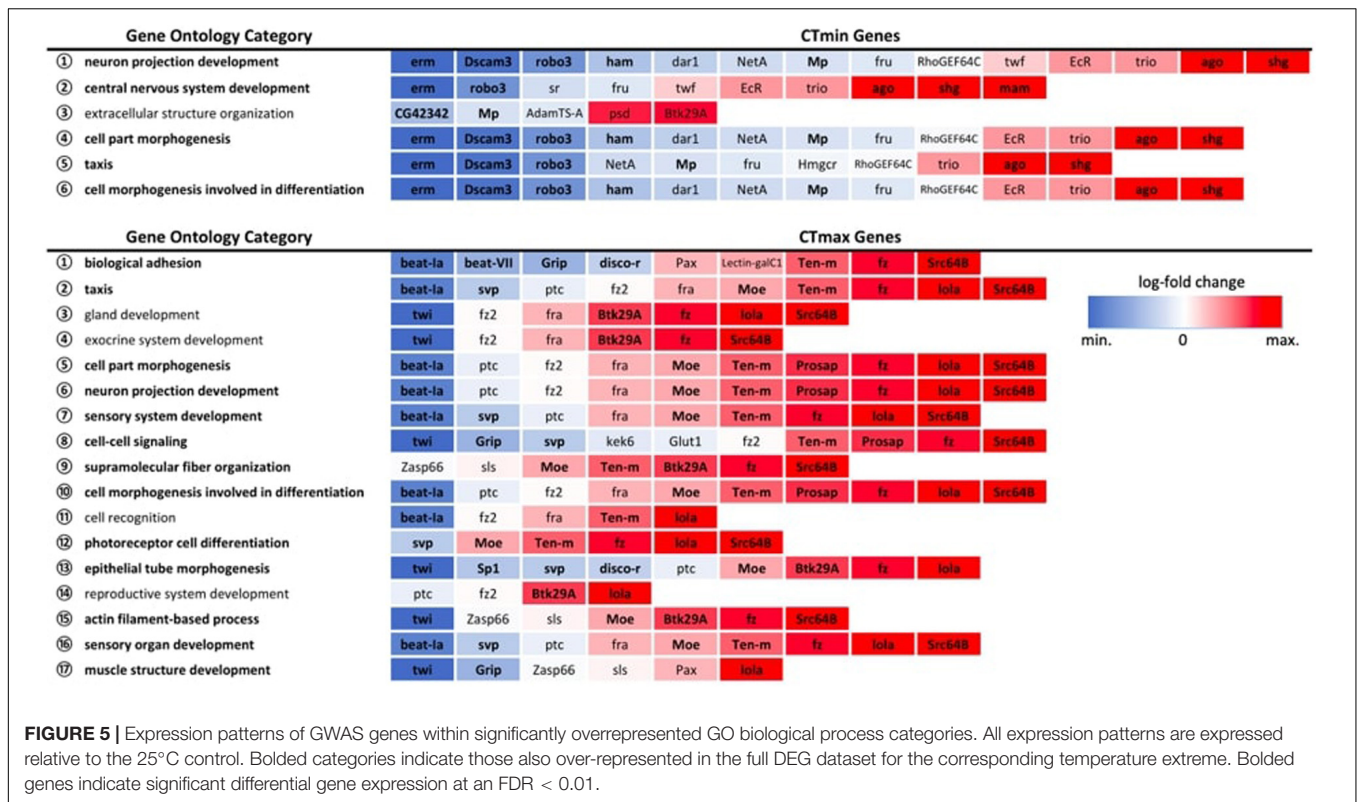 Gene Ontology Category CTmin Genes
① neuron projection development erm Dscam3 robo3 ham dar1 NetA Mp fru RhoGEF64C twf EcR trio ago shg
② central nervous system development erm robo3 sr fru twf EcR trio ago shg mam
③ extracellular structure organization CG42342 Mp AdamTS-A psd Btk29A
④ cell part morphogenesis erm Dscam3 robo3 ham dar1 NetA Mp fru RhoGEF64C EcR trio ago shg
⑤ taxis erm Dscam3 robo3 NetA Mp fru Hmgcr RhoGEF64C trio ago shg
⑥ cell morphogenesis involved in differentiation erm Dscam3 robo3 ham dar1 NetA Mp fru RhoGEF64C EcR trio ago shg
Gene Ontology Category CTmax Genes
① biological adhesion beat-Ia beat-VII Grip disco-r Pax Lectin-galC1 Ten-m fz Src64B
② taxis beat-Ia svp ptc fz2 fra Moe Ten-m fz lola Src64B
③ gland development twi fz2 fra Btk29A fz lola Src64B
④ exocrine system development twi fz2 fra Btk29A fz Src64B
⑤ cell part morphogenesis beat-Ia ptc fz2 fra Moe Ten-m Prosap fz lola Src64B
⑥ neuron projection development beat-Ia ptc fz2 fra Moe Ten-m Prosap fz lola Src64B
⑦ sensory system development beat-Ia svp ptc fra Moe Ten-m fz lola Src64B
⑧ cell-cell signaling twi Grip svp kek6 Glut1 fz2 Ten-m Prosap fz Src64B
⑨ supramolecular fiber organization Zasp66 sls Moe Ten-m Btk29A fz Src64B
⑩ cell morphogenesis involved in differentiation beat-Ia ptc fz2 fra Moe Ten-m Prosap fz lola Src64B
⑪ cell recognition beat-Ia fz2 fra Ten-m lola
⑫ photoreceptor cell differentiation svp Moe Ten-m fz lola Src64B
⑬ epithelial tube morphogenesis twi Sp1 svp disco-r ptc Moe Btk29A fz lola
⑭ reproductive system development ptc fz2 Btk29A lola
⑮ actin filament-based process twi Zasp66 sls Moe Btk29A fz Src64B
⑯ sensory organ development beat-Ia svp ptc fra Moe Ten-m fz lola Src64B
⑰ muscle structure development twi Grip Zasp66 sls Pax lola
log-fold change
min. 0 max.
FIGURE 5 | Expression patterns of GWAS genes within significantly overrepresented GO biological process categories. All expression patterns are expressed
relative to the 25°C control. Bolded categories indicate those also over-represented in the full DEG dataset for the corresponding temperature extreme. Bolded
genes indicate significant differential gene expression at an FDR < 0.01.